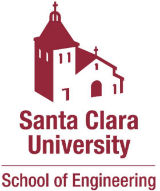 Santa Clara
University
School of Engineering